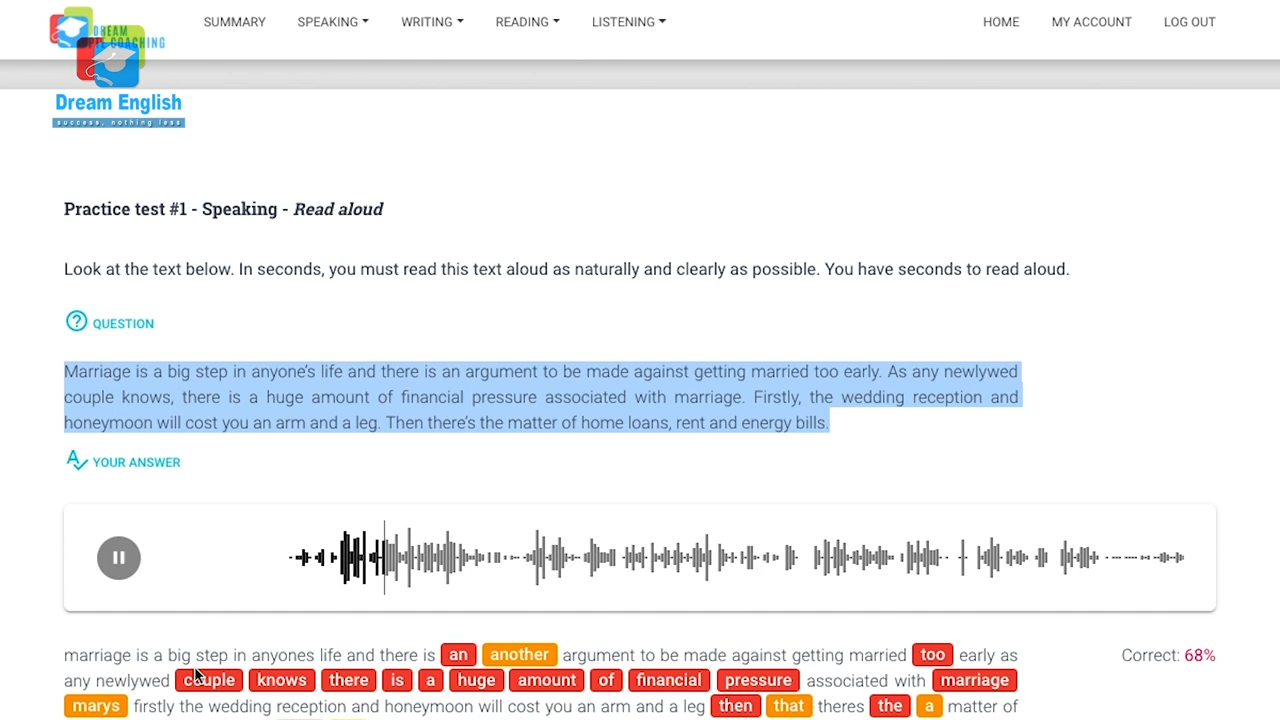 SUMMARY SPEAKING WRITING READING LISTENING HOME MY ACCOUNT LOG OUT
DREAM
PTE COACHING
Dream English
success, nothing less
Practice test #1 - Speaking - Read aloud
Look at the text below. In seconds, you must read this text aloud as naturally and clearly as possible. You have seconds to read aloud.
QUESTION
Marriage is a big step in anyone's life and there is an argument to be made against getting married too early. As any newlywed
couple knows, there is a huge amount of financial pressure associated with marriage. Firstly, the wedding reception and
honeymoon will cost you an arm and a leg. Then there's the matter of home loans, rent and energy bills.
YOUR ANSWER
marriage is a big step in anyones life and there is an another argument to be made against getting married too early as
Correct: 68%
any newlywed couple knows there is a huge amount of financial pressure associated with marriage
marys firstly the wedding reception and honeymoon will cost you an arm and a leg then that theres the a matter of